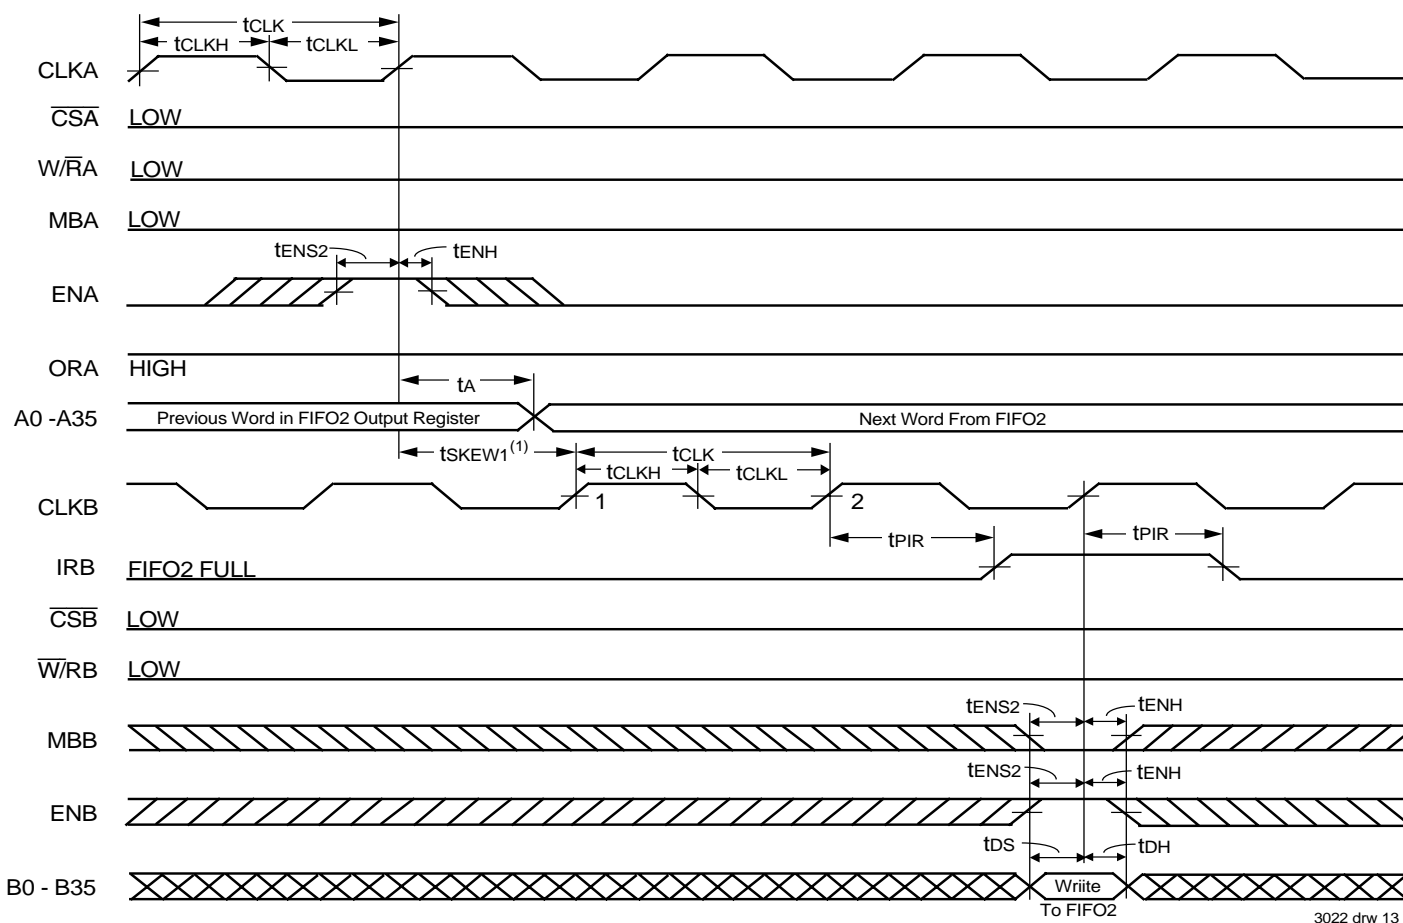 tCLK
tCLKH tCLKL
CLKA
CSA LOW
W/RA LOW
MBA LOW
tENS2 tENH
ENA
ORA HIGH
tA
A0 -A35 Previous Word in FIFO2 Output Register Next Word From FIFO2
tSKEW1(1) tCLK
tCLKH tCLKL
CLKB 1 2
tPIR tPIR
IRB FIFO2 FULL
CSB LOW
W/RB LOW
tENS2 tENH
MBB
tENS2 tENH
ENB
tDS tDH
B0 - B35 Wriite
To FIFO2
3022 drw 13